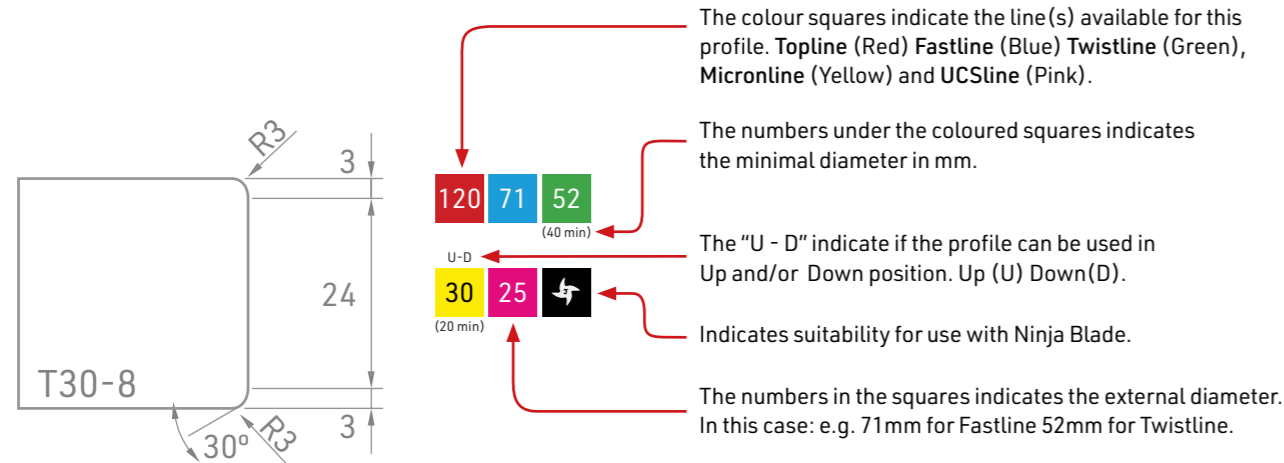 The colour squares indicate the line(s) available for this
profile. Topline (Red) Fastline (Blue) Twistline (Green),
Micronline (Yellow) and UCSline (Pink).
R3
3
The numbers under the coloured squares indicates
the minimal diameter in mm.
120 71 52
(40 min)
The “U - D” indicate if the profile can be used in
Up and/or Down position. Up (U) Down(D).
U-D
24
30 25
(20 min)
Indicates suitability for use with Ninja Blade.
T30-8
The numbers in the squares indicates the external diameter.
In this case: e.g. 71mm for Fastline 52mm for Twistline.
30º
R3
3